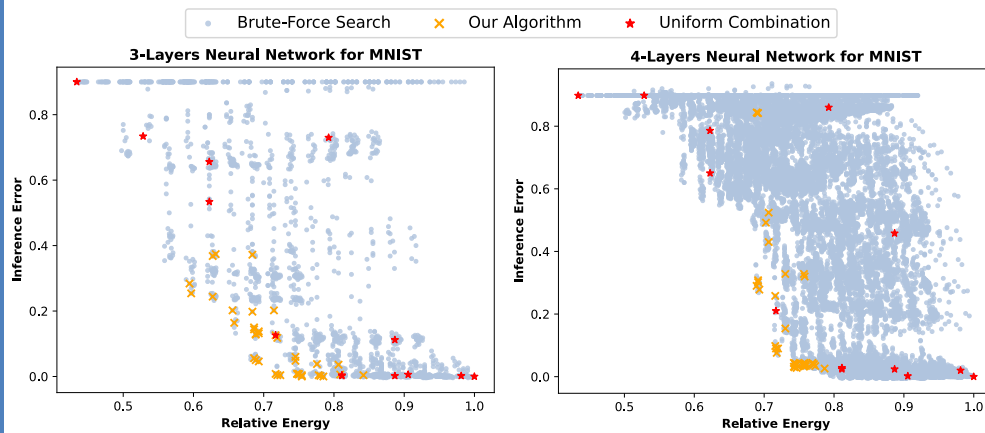 Brute-Force Search Our Algorithm Uniform Combination
3-Layers Neural Network for MNIST
Inference Error
0.8
0.6
0.4
0.2
0.0
0.5 0.6 0.7 0.8 0.9 1.0
Relative Energy
4-Layers Neural Network for MNIST
Inference Error
0.8
0.6
0.4
0.2
0.0
0.5 0.6 0.7 0.8 0.9 1.0
Relative Energy